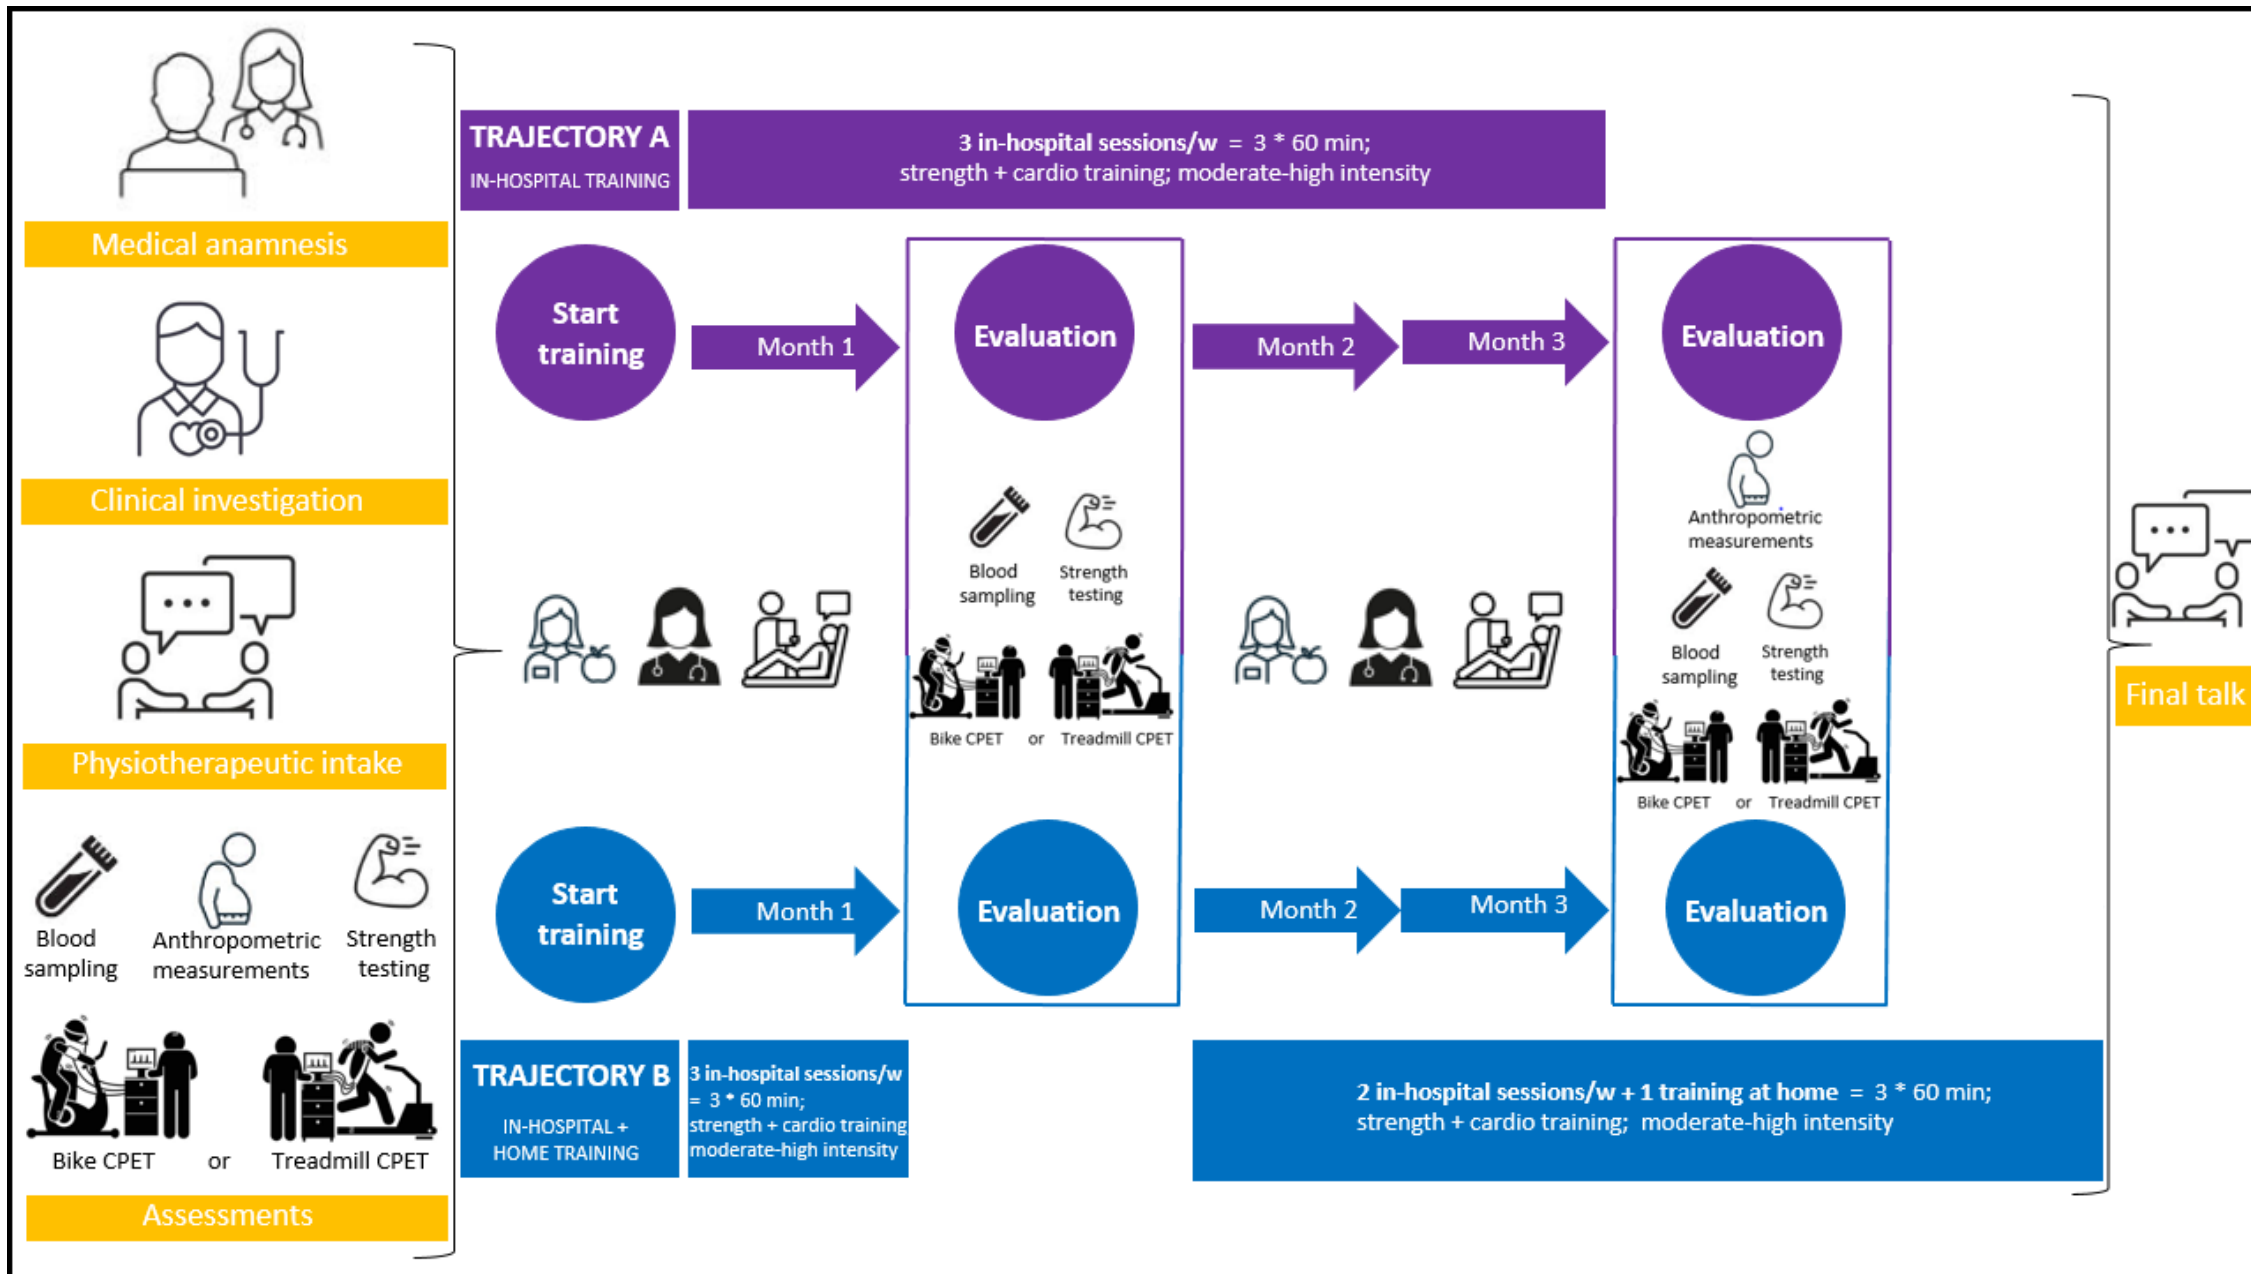 Medical anamnesis
Clinical investigation
Physiotherapeutic intake
Blood
sampling
Anthropometric
measurements
Strength
testing
Bike CPET or Treadmill CPET
Assessments
TRAJECTORY A
IN-HOSPITAL TRAINING
3 in-hospital sessions/w = 3 * 60 min;
strength + cardio training; moderate-high intensity
Start
training
Month 1
Evaluation
Month 2
Month 3
Evaluation
Blood
sampling
Strength
testing
Bike CPET or Treadmill CPET
Anthropometric
measurements
Blood
sampling
Strength
testing
Bike CPET or Treadmill CPET
Start
training
Month 1
Evaluation
Month 2
Month 3
Evaluation
TRAJECTORY B
IN-HOSPITAL +
HOME TRAINING
3 in-hospital sessions/w
= 3 * 60 min;
strength + cardio training
moderate-high intensity
2 in-hospital sessions/w + 1 training at home = 3 * 60 min;
strength + cardio training; moderate-high intensity
Final talk